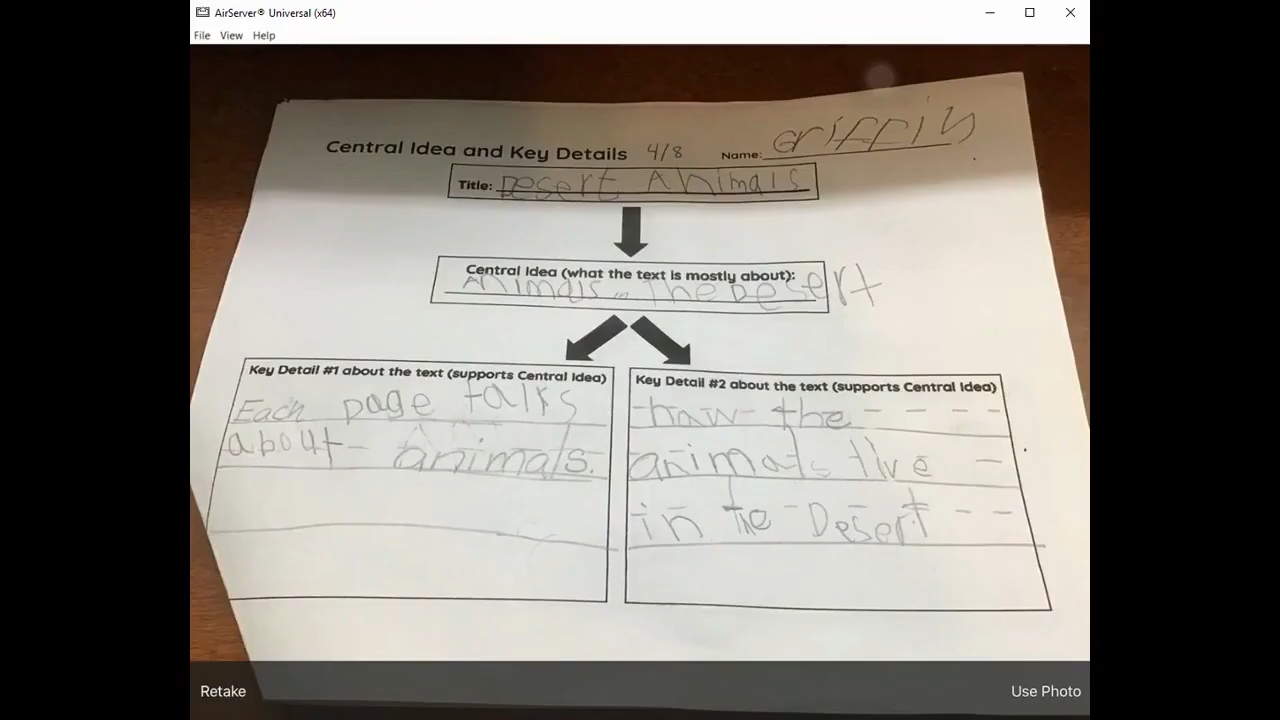 AirServer® Universal (x64)
File View Help
Central Idea and Key Details 4/8 Name: Griffin
Title: Desert Animals
Central Idea (what the text is mostly about):
Animals in The Desert
Key Detail #1 about the text (supports Central Idea)
Each page talks
about animals.
Key Detail #2 about the text (supports Central Idea)
haw the
animals live
in the Desert
Retake Use Photo